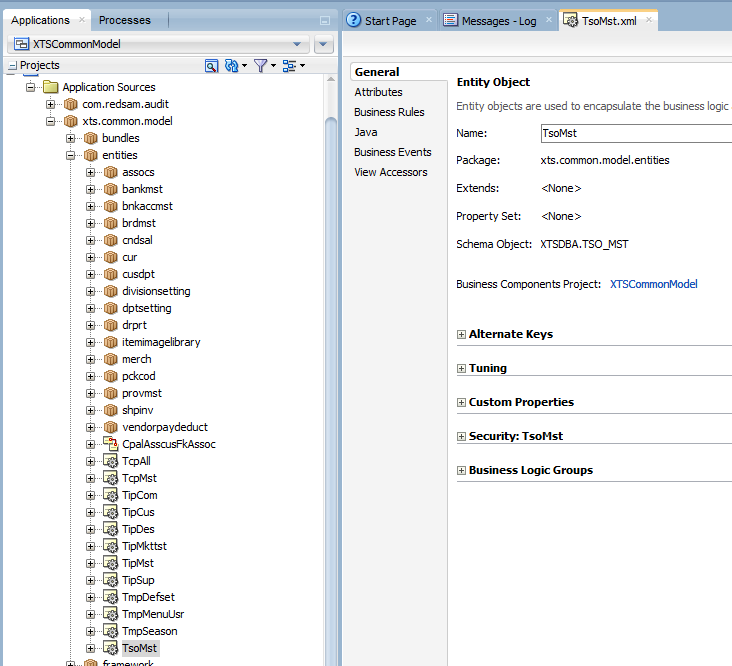 Applications
Processes
XTSCommonModel
Projects
Application Sources
com.redsam.audit
xts.common.model
bundles
entities
assocs
bankmst
bnkaccmst
brdmst
cndsal
cur
cusdpt
divisionsetting
dptsetting
drprt
itemimagelibrary
merch
pckcod
provmst
shpinv
vendorpaydeduct
CpalAsscusFkAssoc
TcpAll
TcpMst
TipCom
TipCus
TipDes
TipMkttst
TipMst
TipSup
TmpDefset
TmpMenuUsr
TmpSeason
TsoMst
framework
Start Page
Messages - Log
TsoMst.xml
General
Attributes
Business Rules
Java
Business Events
View Accessors
Entity Object
Entity objects are used to encapsulate the business logic
Name: TsoMst
Package: xts.common.model.entities
Extends: <None>
Property Set: <None>
Schema Object: XTSDBA.TSO_MST
Business Components Project: XTSCommonModel
Alternate Keys
Tuning
Custom Properties
Security: TsoMst
Business Logic Groups